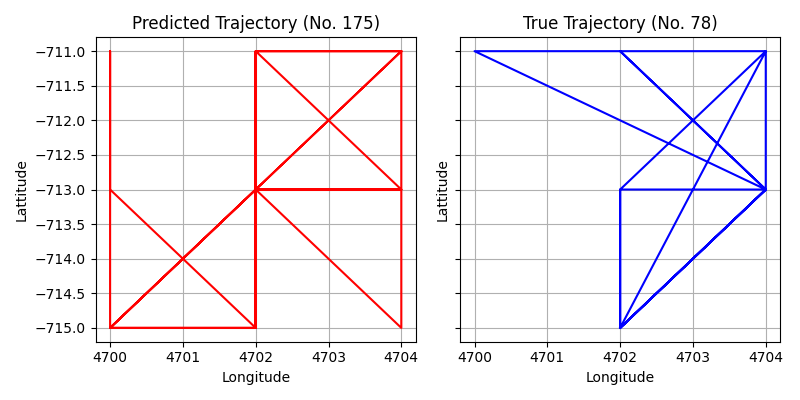 Predicted Trajectory (No. 175)
True Trajectory (No. 78)
−711.0
−711.5
−712.0
−712.5
−713.0
−713.5
−714.0
−714.5
−715.0
Lattitude
Lattitude
4700 4701 4702 4703 4704
4700 4701 4702 4703 4704
Longitude
Longitude